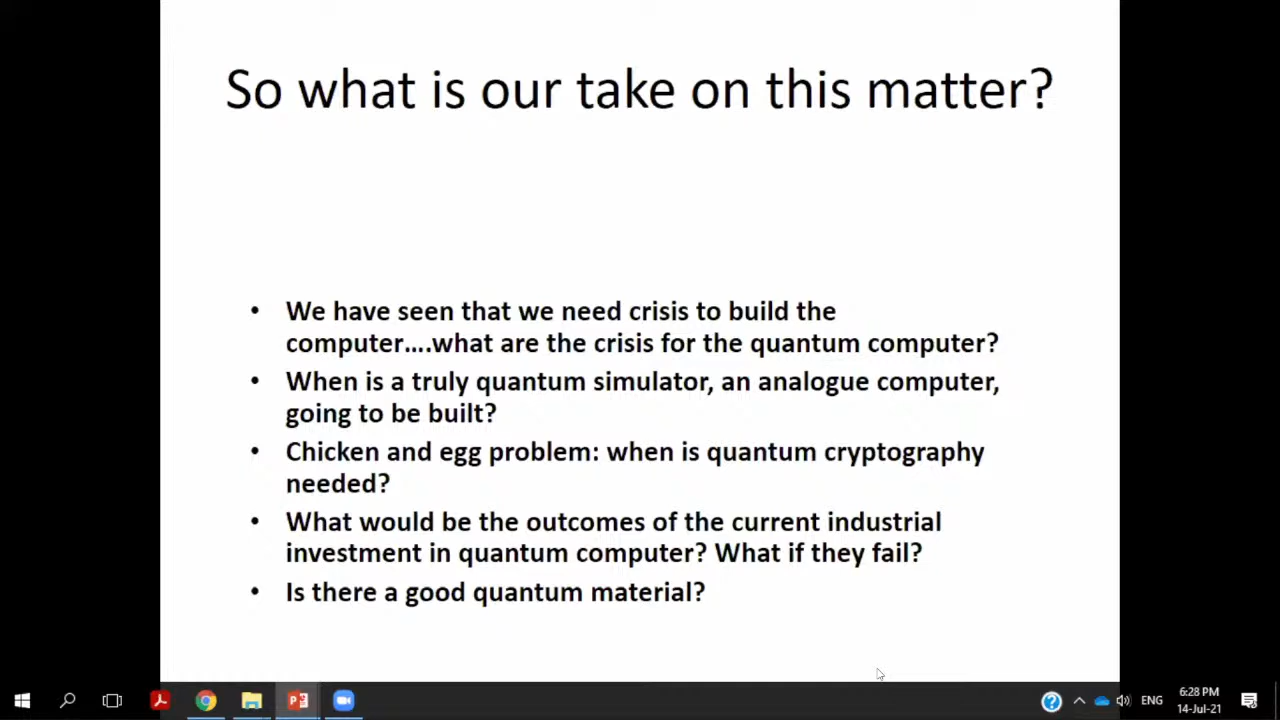 So what is our take on this matter?
• We have seen that we need crisis to build the
computer….what are the crisis for the quantum computer?
• When is a truly quantum simulator, an analogue computer,
going to be built?
• Chicken and egg problem: when is quantum cryptography
needed?
• What would be the outcomes of the current industrial
investment in quantum computer? What if they fail?
• Is there a good quantum material?
ENG
6:28 PM
14-Jul-21